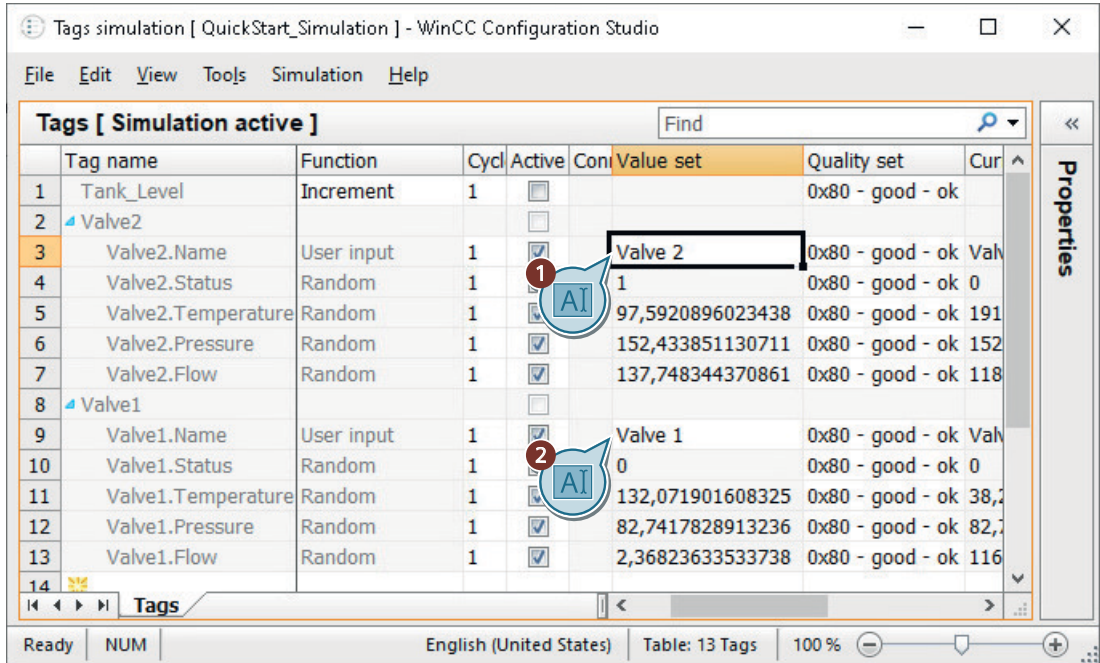 Tags simulation [ QuickStart_Simulation ] - WinCC Configuration Studio
File Edit View Tools Simulation Help
Tags [ Simulation active ] Find
Tag name Function Cycl Active Con Value set Quality set Cur
1 Tank_Level Increment 1 0x80 - good - ok
2 Valve2
3 Valve2.Name User input 1 Valve 2 0x80 - good - ok Valv
1
4 Valve2.Status Random 1 1 0x80 - good - ok 0
AI
5 Valve2.Temperature Random 1 97,5920896023438 0x80 - good - ok 191
6 Valve2.Pressure Random 1 152,433851130711 0x80 - good - ok 152
7 Valve2.Flow Random 1 137,748344370861 0x80 - good - ok 118
8 Valve1
9 Valve1.Name User input 1 Valve 1 0x80 - good - ok Valv
2
10 Valve1.Status Random 1 0 0x80 - good - ok 0
AI
11 Valve1.Temperature Random 1 132,071901608325 0x80 - good - ok 38,2
12 Valve1.Pressure Random 1 82,7417828913236 0x80 - good - ok 82,7
13 Valve1.Flow Random 1 2,36823633533738 0x80 - good - ok 116
14
Properties
Tags
Ready NUM English (United States) Table: 13 Tags 100 %